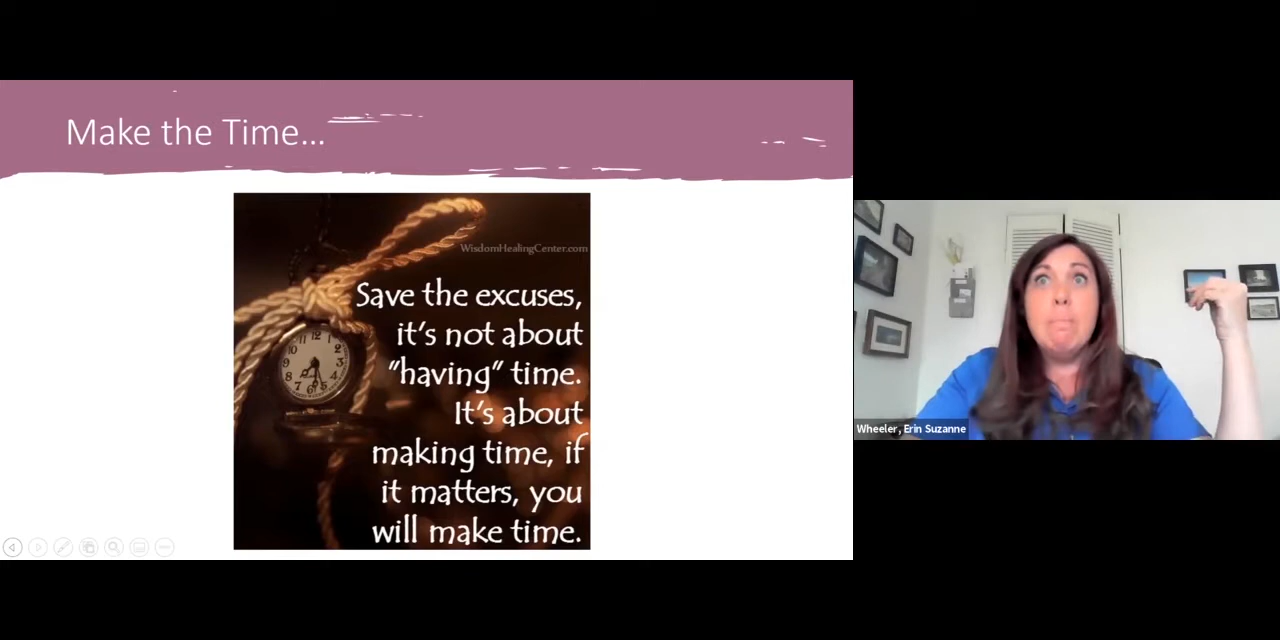 Make the Time...
WisdomHealingCenter.com
Save the excuses,
it's not about
"having" time.
It's about
making time, if
it matters, you
will make time.
Wheeler, Erin Suzanne